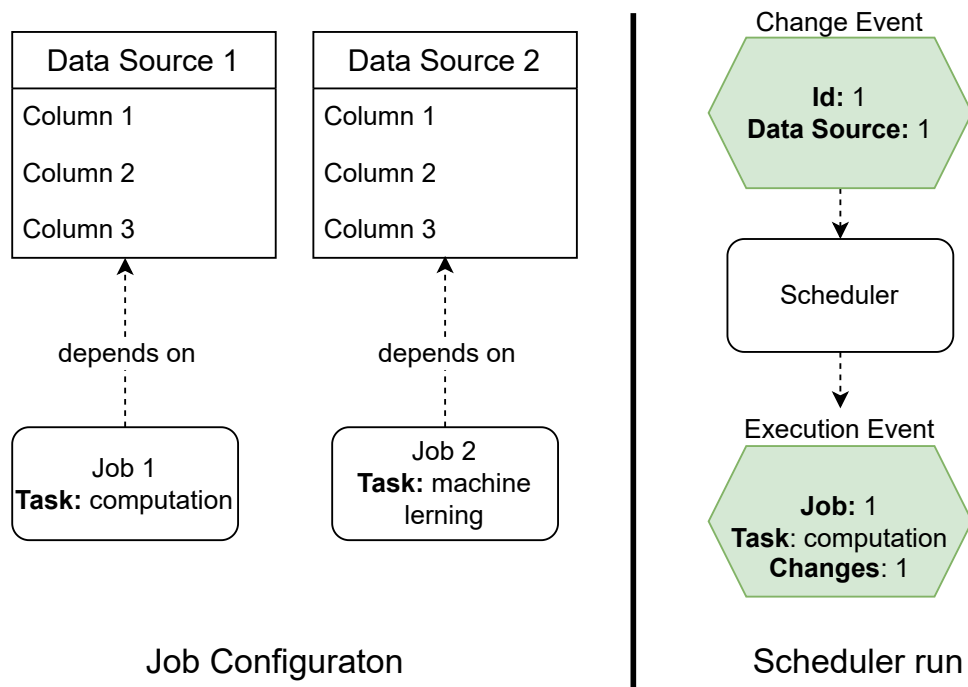 Data Source 1
Column 1
Column 2
Column 3
depends on
Job 1
Task: computation
Data Source 2
Column 1
Column 2
Column 3
depends on
Job 2
Task: machine
lerning
Job Configuraton
Change Event
Id: 1
Data Source: 1
Scheduler
Execution Event
Job: 1
Task: computation
Changes: 1
Scheduler run